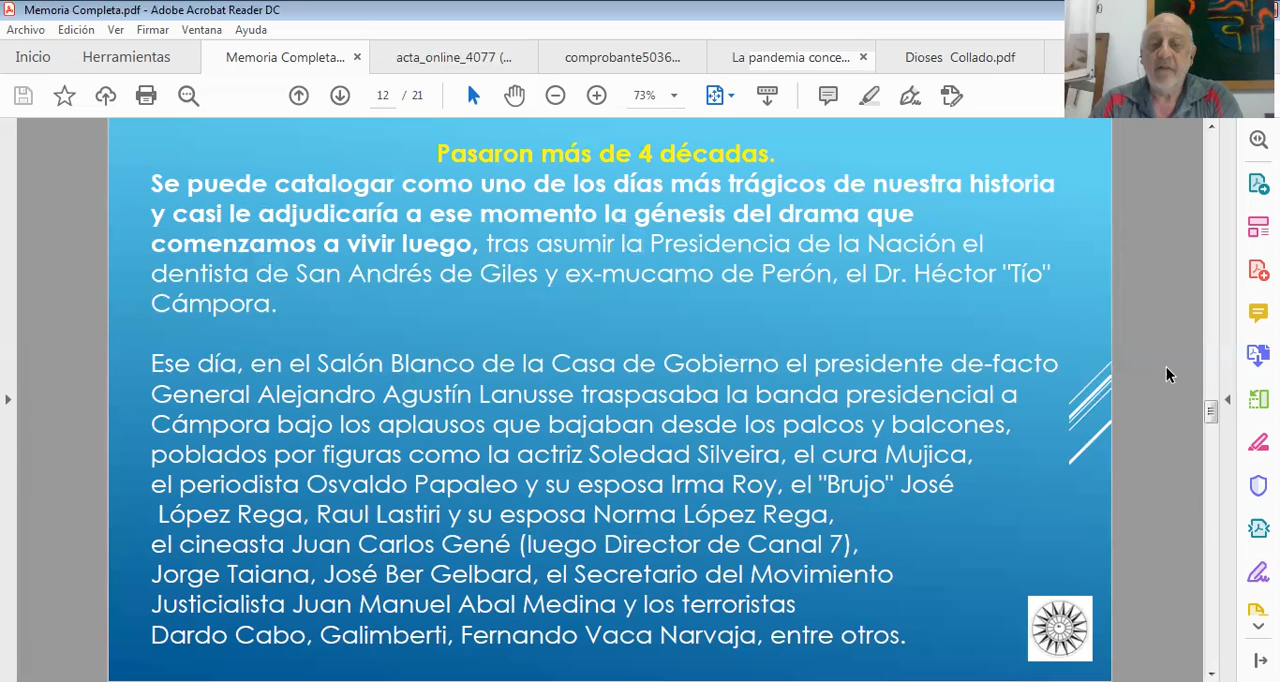 Memoria Completa.pdf - Adobe Acrobat Reader DC
Archivo Edición Ver Firmar Ventana Ayuda
Inicio Herramientas Memoria Completa... × acta_online_4077 (... comprobante5036... La pandemia conce... × Dioses Collado.pdf
12 / 21 73%
Pasaron más de 4 décadas.
Se puede catalogar como uno de los días más trágicos de nuestra historia
y casi le adjudicaría a ese momento la génesis del drama que
comenzamos a vivir luego, tras asumir la Presidencia de la Nación el
dentista de San Andrés de Giles y ex-mucamo de Perón, el Dr. Héctor "Tío"
Cámpora.
Ese día, en el Salón Blanco de la Casa de Gobierno el presidente de-facto
General Alejandro Agustín Lanusse traspasaba la banda presidencial a
Cámpora bajo los aplausos que bajaban desde los palcos y balcones,
poblados por figuras como la actriz Soledad Silveira, el cura Mujica,
el periodista Osvaldo Papaleo y su esposa Irma Roy, el "Brujo" José
López Rega, Raul Lastiri y su esposa Norma López Rega,
el cineasta Juan Carlos Gené (luego Director de Canal 7),
Jorge Taiana, José Ber Gelbard, el Secretario del Movimiento
Justicialista Juan Manuel Abal Medina y los terroristas
Dardo Cabo, Galimberti, Fernando Vaca Narvaja, entre otros.